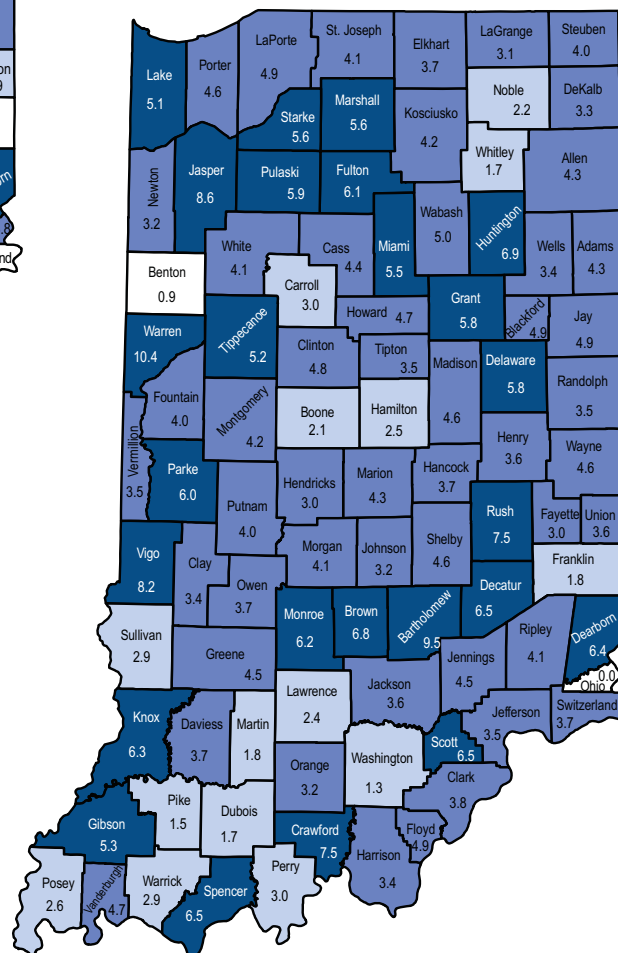 St. Joseph
4.1
LaGrange
3.1
Steuben
4.0
LaPorte
4.9
Elkhart
3.7
Porter
4.6
Lake
5.1
Noble
2.2
DeKalb
3.3
Marshall
5.6
Starke
5.6
Kosciusko
4.2
Whitley
1.7
Allen
4.3
Newton
3.2
Jasper
8.6
Pulaski
5.9
Fulton
6.1
Wabash
5.0
Huntington
6.9
White
4.1
Cass
4.4
Miami
5.5
Wells
3.4
Adams
4.3
Benton
0.9
Carroll
3.0
Grant
5.8
Howard 4.7
Blackford
4.9
Jay
4.9
Warren
10.4
Tippecanoe
5.2
Clinton
4.8
Tipton
3.5
Madison
4.6
Delaware
5.8
Randolph
3.5
Fountain
4.0
Montgomery
4.2
Boone
2.1
Hamilton
2.5
Vermillion
3.5
Henry
3.6
Wayne
4.6
Parke
6.0
Hendricks
3.0
Marion
4.3
Hancock
3.7
Putnam
4.0
Rush
7.5
Fayette
3.0
Union
3.6
Vigo
8.2
Clay
3.4
Morgan
4.1
Johnson
3.2
Shelby
4.6
Franklin
1.8
Owen
3.7
Decatur
6.5
Monroe
6.2
Brown
6.8
Bartholomew
9.5
Sullivan
2.9
Ripley
4.1
Dearborn
6.4
Greene
4.5
Jennings
4.5
0.0
Ohio
Lawrence
2.4
Jackson
3.6
Switzerland
3.7
Knox
6.3
Daviess
3.7
Martin
1.8
Jefferson
3.5
Scott
6.5
Orange
3.2
Washington
1.3
Clark
3.8
Pike
1.5
Dubois
1.7
Gibson
5.3
Crawford
7.5
Floyd
4.9
Harrison
3.4
Posey
2.6
Vanderburgh
4.7
Warrick
2.9
Spencer
6.5
Perry
3.0